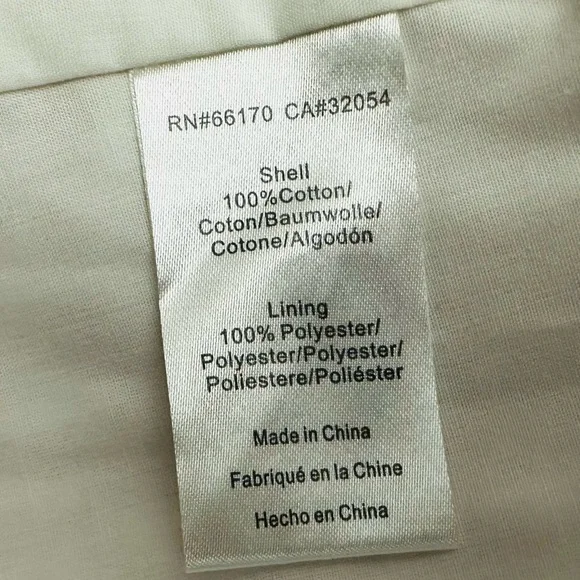 RN#66170 CA#32054
Shell
100%Cotton/
Coton/Baumwolle/
Cotone/Algodón
Lining
100% Polyester/
Polyester/Polyester/
Poliestere/Poliéster
Made in China
Fabriqué en la Chine
Hecho en China